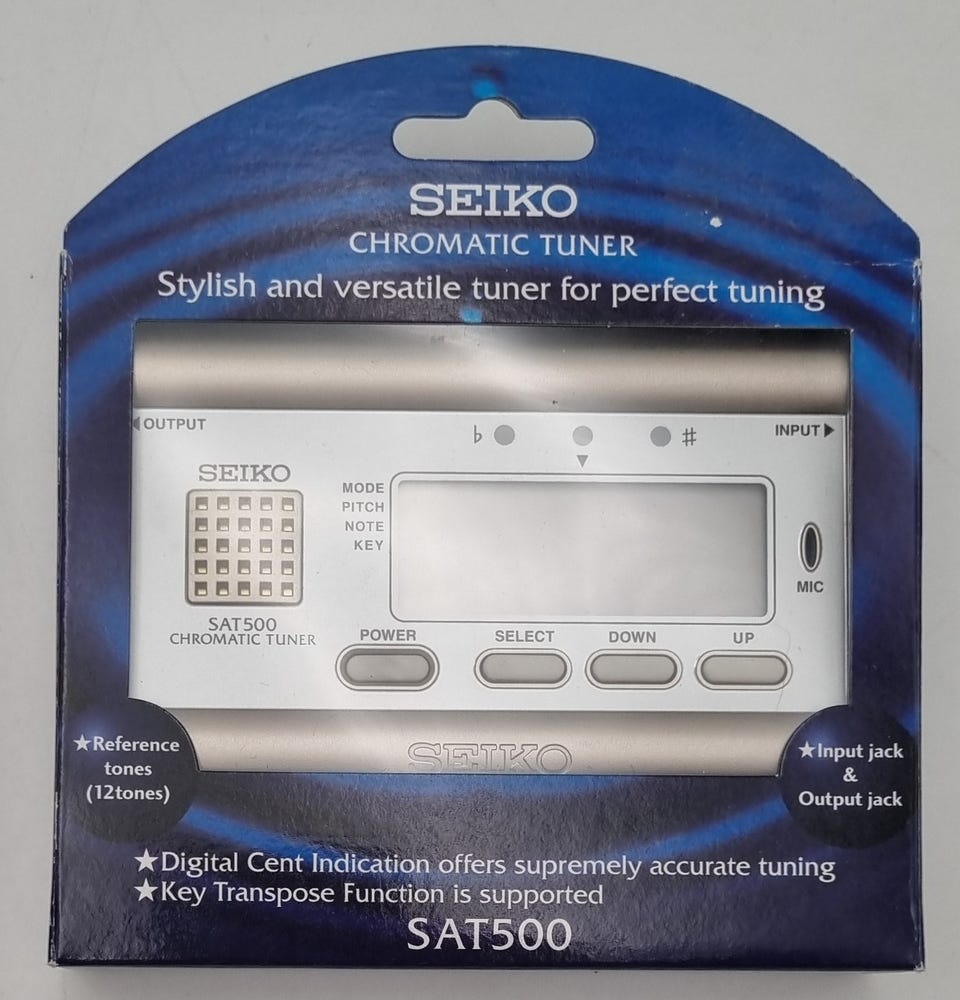 SEIKO
CHROMATIC TUNER
Stylish and versatile tuner for perfect tuning
◀OUTPUT
♭ ♯
INPUT▶
▼
SEIKO
MODE
PITCH
NOTE
KEY
MIC
SAT500
CHROMATIC TUNER
POWER SELECT DOWN UP
SEIKO
★Reference
tones
(12tones)
★Input jack
&
Output jack
★Digital Cent Indication offers supremely accurate tuning
★Key Transpose Function is supported
SAT500